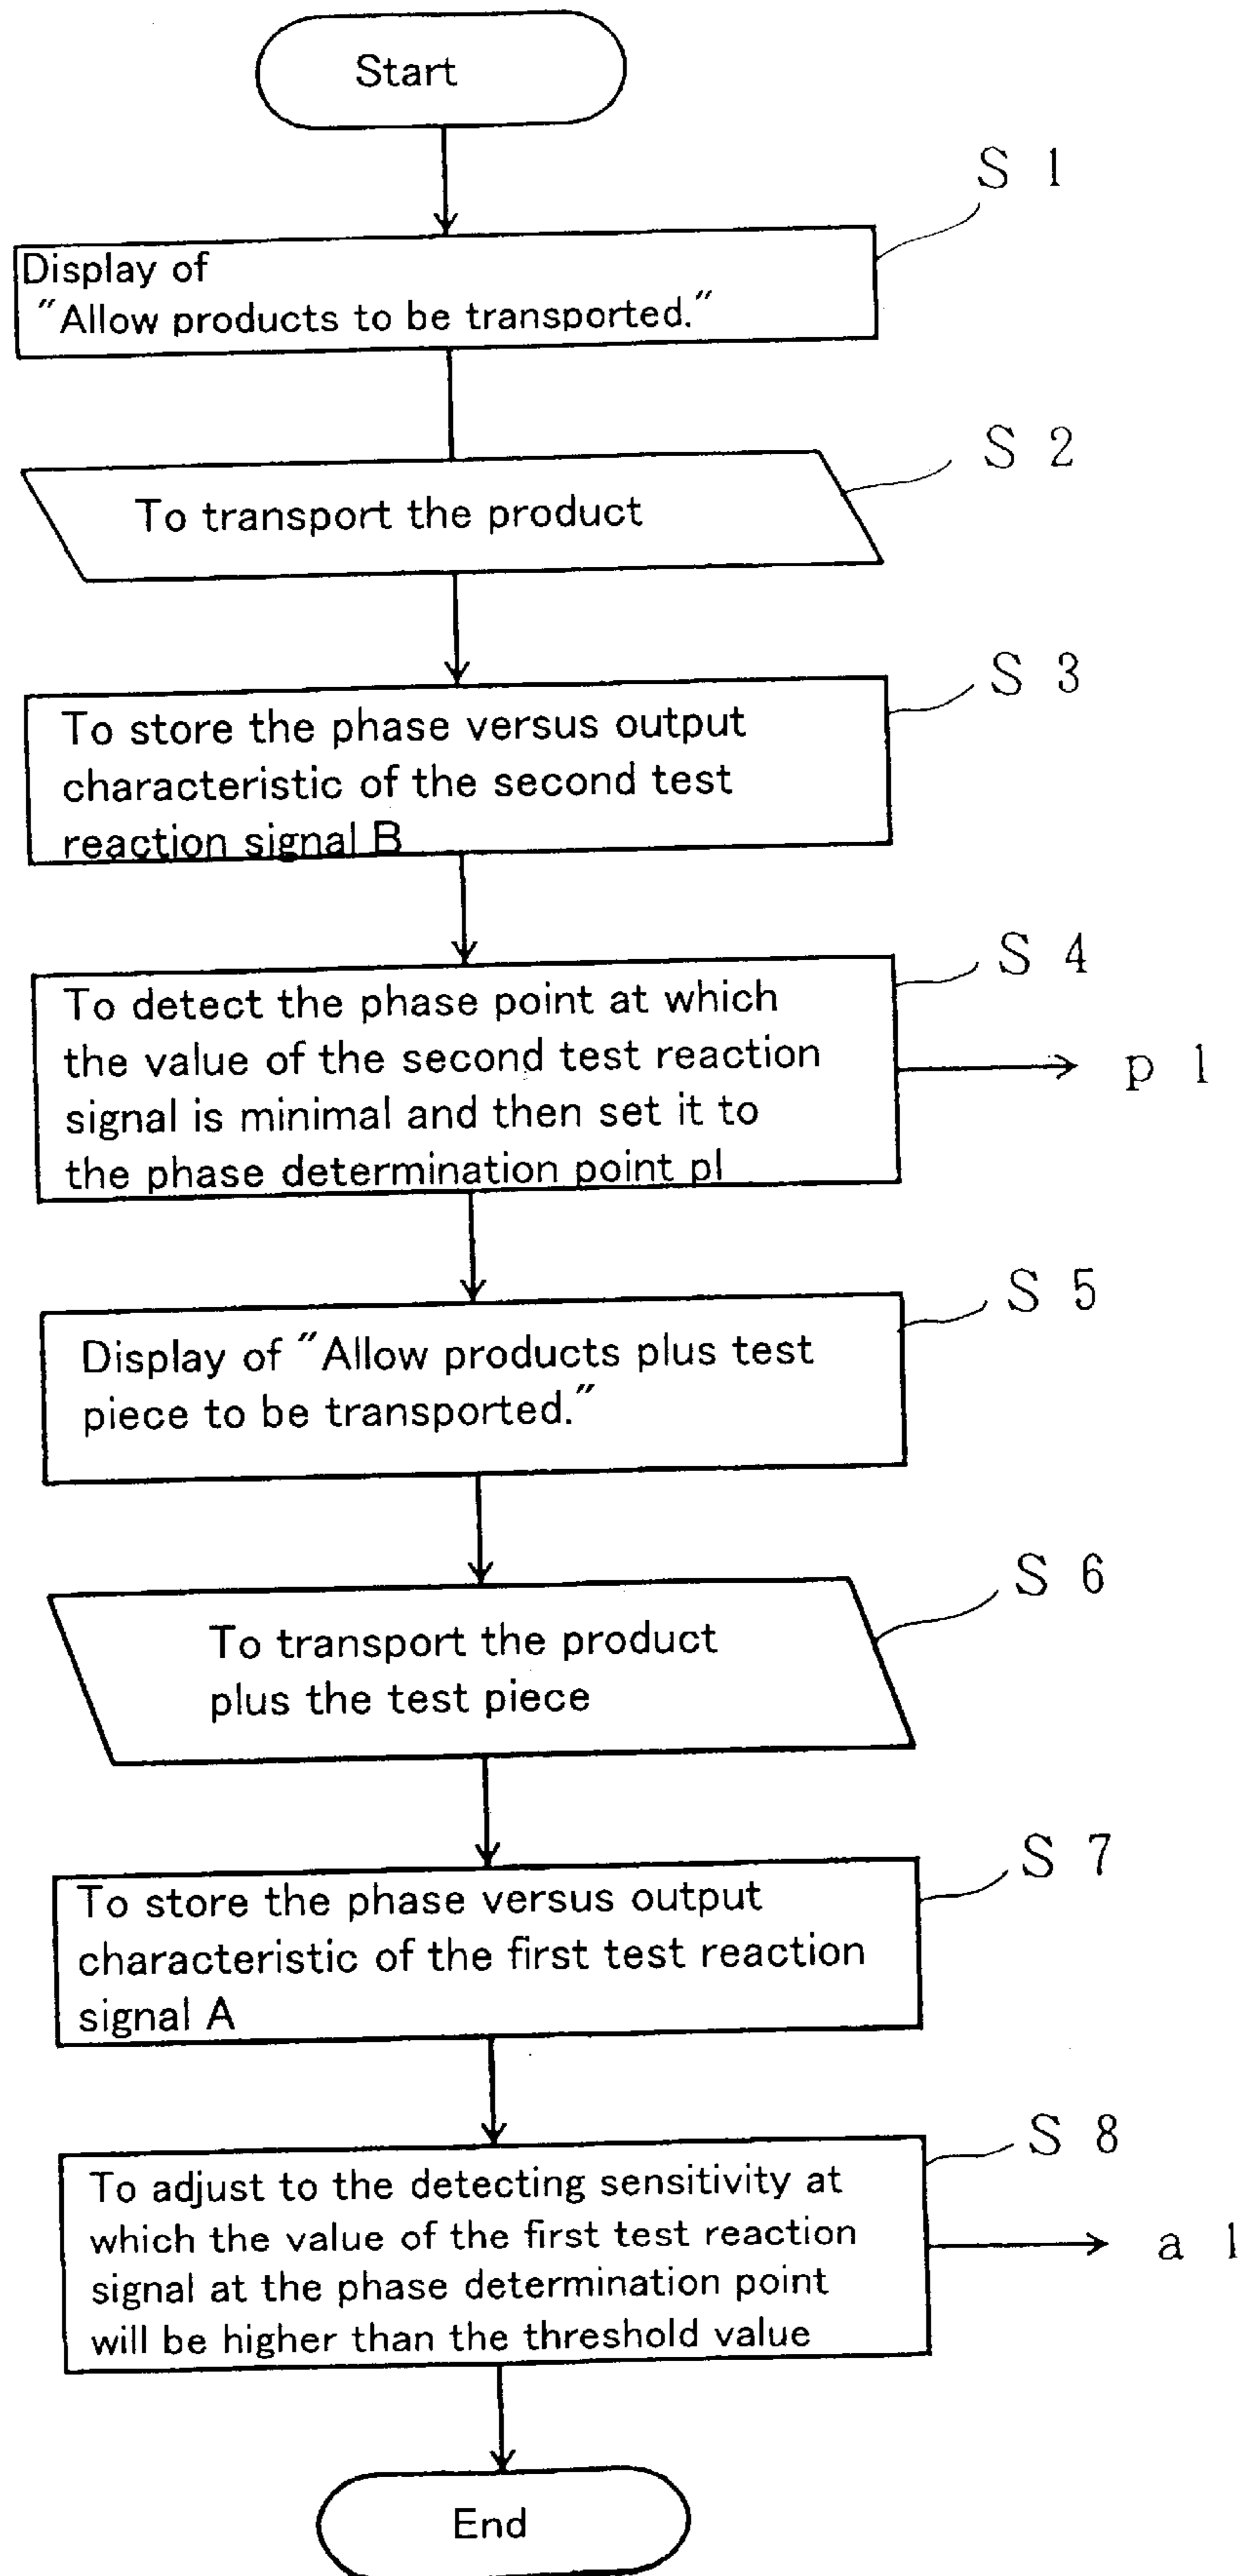 Start
S 1
Display of
"Allow products to be transported."
S 2
To transport the product
S 3
To store the phase versus output
characteristic of the second test
reaction signal B
S 4
To detect the phase point at which
the value of the second test reaction
signal is minimal and then set it to
the phase determination point pl
p 1
S 5
Display of "Allow products plus test
piece to be transported."
S 6
To transport the product
plus the test piece
S 7
To store the phase versus output
characteristic of the first test reaction
signal A
S 8
To adjust to the detecting sensitivity at
which the value of the first test reaction
signal at the phase determination point
will be higher than the threshold value
a 1
End